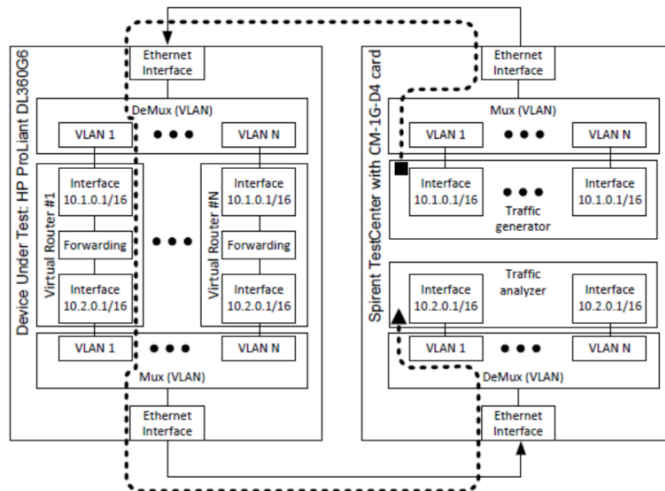 Device Under Test: HP ProLiant DL360G6
Ethernet
Interface
DeMux (VLAN)
VLAN 1
VLAN N
Virtual Router #1
Interface
10.1.0.1/16
Forwarding
Interface
10.2.0.1/16
Virtual Router #N
Interface
10.1.0.1/16
Forwarding
Interface
10.2.0.1/16
VLAN 1
VLAN N
Mux (VLAN)
Ethernet
Interface
Spirent TestCenter with CM-1G-D4 card
Ethernet
Interface
Mux (VLAN)
VLAN 1
VLAN N
Interface
10.1.0.1/16
Interface
10.1.0.1/16
Traffic
generator
Interface
10.2.0.1/16
Traffic
analyzer
Interface
10.2.0.1/16
VLAN 1
VLAN N
DeMux (VLAN)
Ethernet
Interface